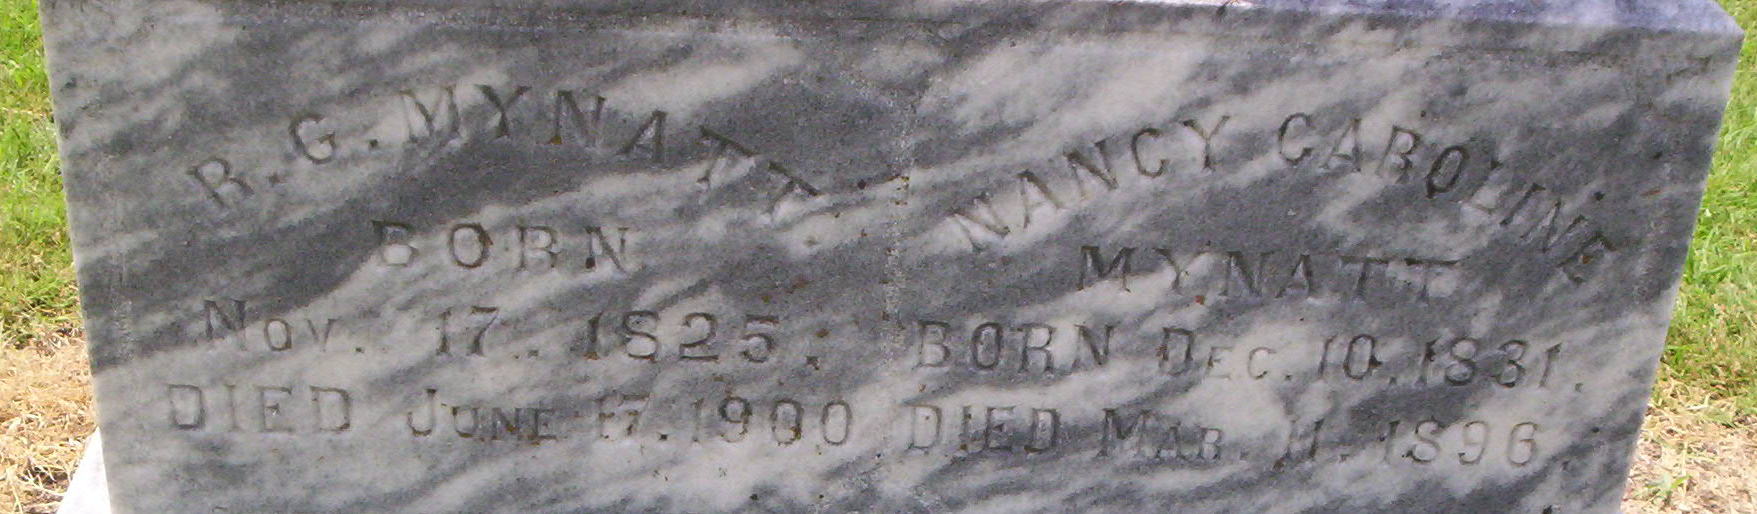 R. G. MYNATT.
BORN
Nov. 17. 1825.
DIED JUNE 17. 1900
NANCY CAROLINE
MYNATT
BORN DEC. 10. 1831.
DIED MAR. 11. 1896.